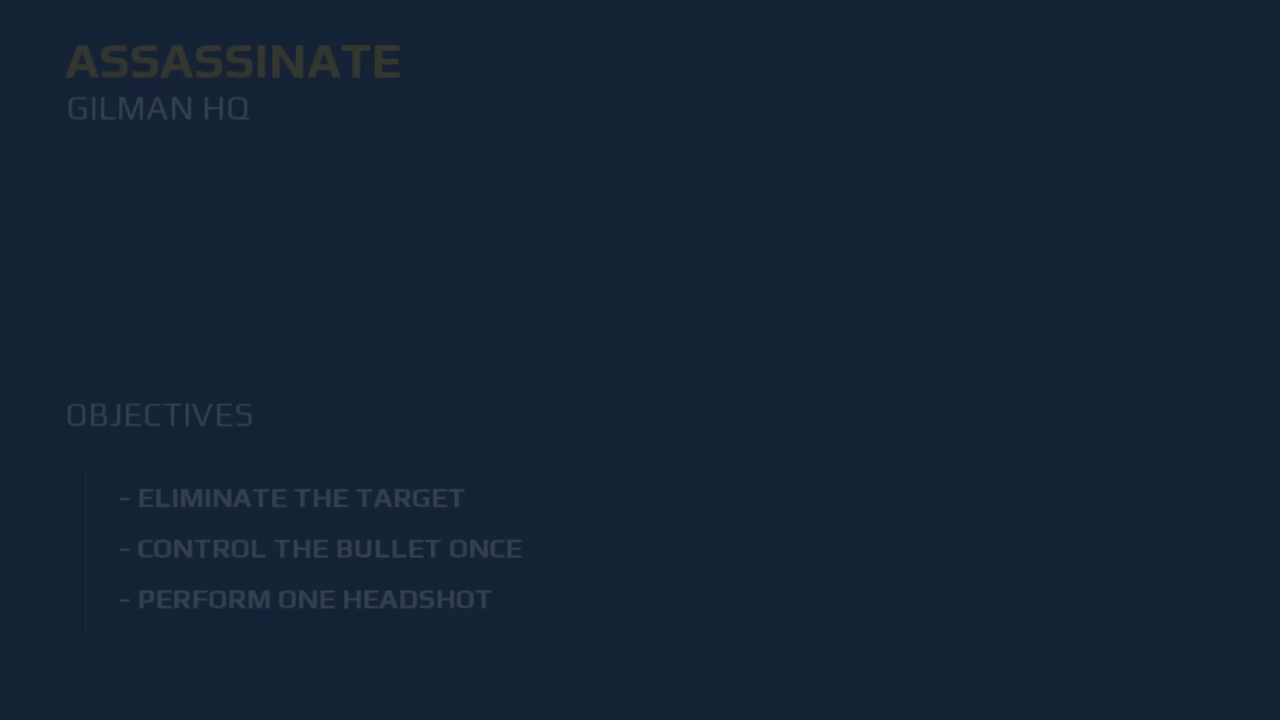 ASSASSINATE
GILMAN HQ
OBJECTIVES
- ELIMINATE THE TARGET
- CONTROL THE BULLET ONCE
- PERFORM ONE HEADSHOT